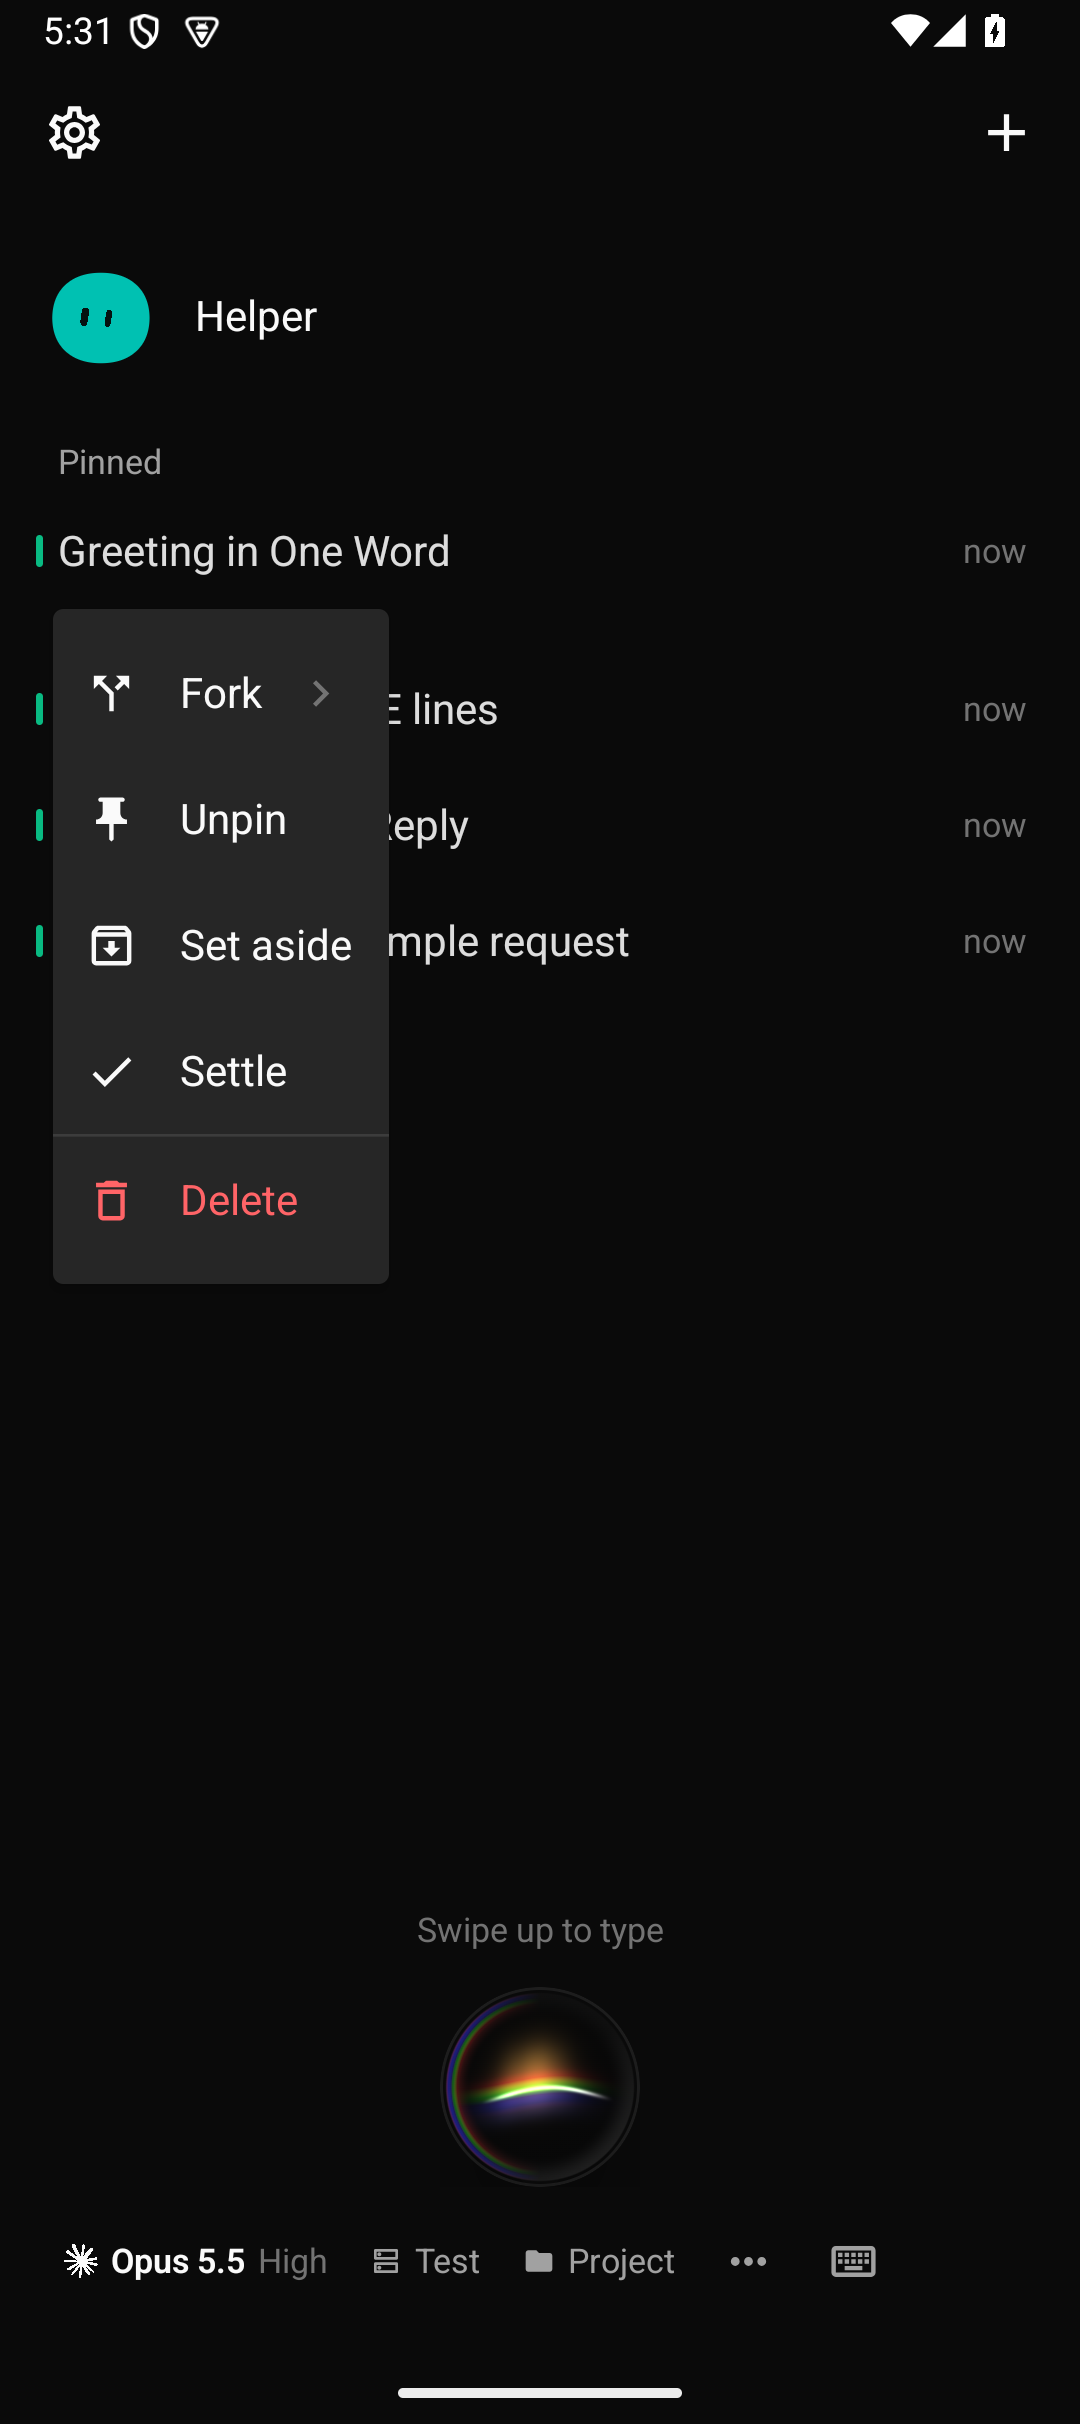 5:31
Helper
Pinned
Greeting in One Word now
Fork
E lines now
Unpin
Reply now
Set aside
mple request now
Settle
Delete
Swipe up to type
Opus 5.5 High Test Project